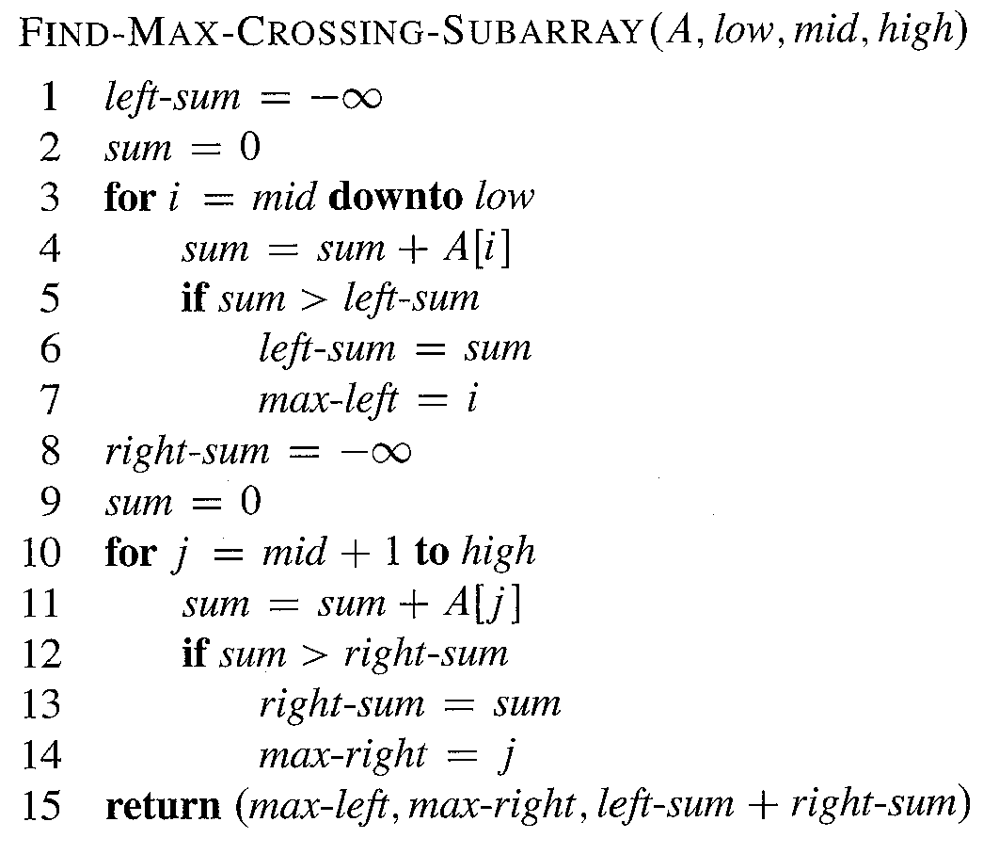 FIND-MAX-CROSSING-SUBARRAY(A, low, mid, high)
1 left-sum = −∞
2 sum = 0
3 for i = mid downto low
4 sum = sum + A[i]
5 if sum > left-sum
6 left-sum = sum
7 max-left = i
8 right-sum = −∞
9 sum = 0
10 for j = mid + 1 to high
11 sum = sum + A[j]
12 if sum > right-sum
13 right-sum = sum
14 max-right = j
15 return (max-left, max-right, left-sum + right-sum)